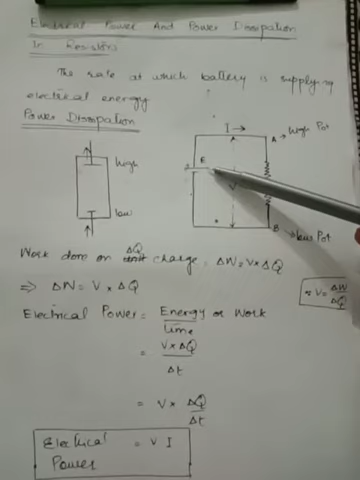 Electrical Power And Power Dissipation
In Resistors
The rate at which battery is supplying
electrical energy
Power Dissipation
I →
A → high Pot
high
E
V
low
B → low Pot
Work done on ΔQ charge = ΔW = V × ΔQ
⇒ ΔW = V × ΔQ
∵ V = ΔW
ΔQ
Electrical Power = Energy or Work
time
= V × ΔQ
Δt
= V × ΔQ
Δt
Electrical = V I
Power